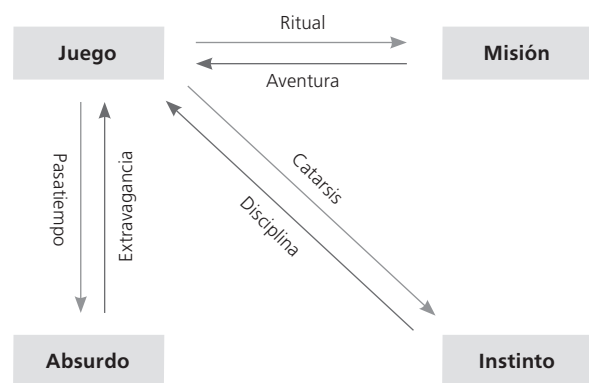 Ritual
Juego
Misión
Aventura
Pasatiempo
Extravagancia
Catarsis
Disciplina
Absurdo
Instinto